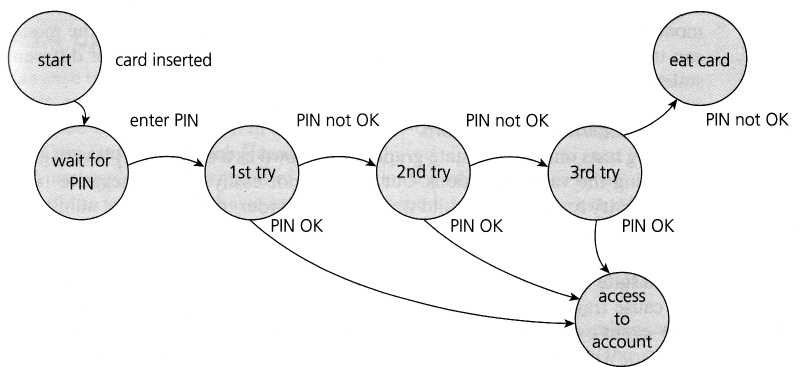 start
card inserted
eat card
enter PIN
PIN not OK
PIN not OK
PIN not OK
wait for
PIN
1st try
2nd try
3rd try
PIN OK
PIN OK
PIN OK
access
to
account